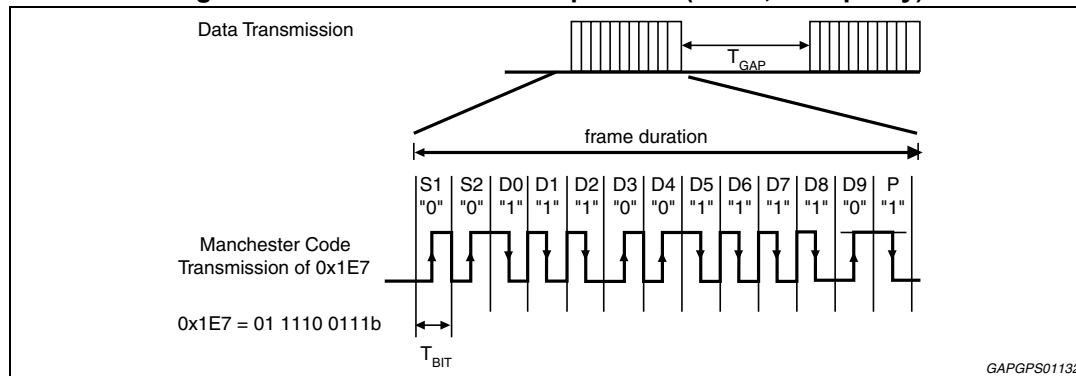 Data Transmission
T_GAP
frame duration
S1 S2 D0 D1 D2 D3 D4 D5 D6 D7 D8 D9 P
"0" "0" "1" "1" "1" "0" "0" "1" "1" "1" "1" "0" "1"
Manchester Code
Transmission of 0x1E7
0x1E7 = 01 1110 0111b
T_BIT
GAPGPS01132